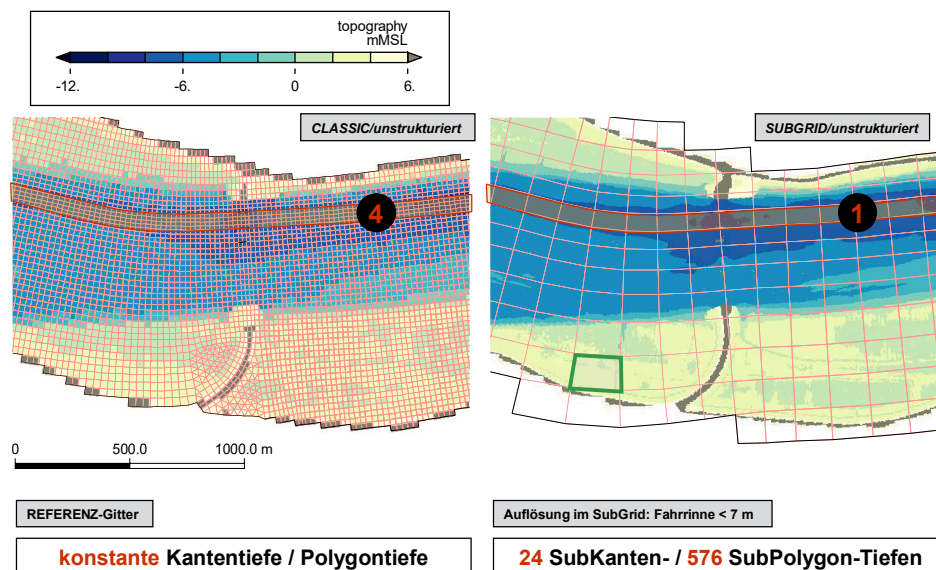 topography
mMSL
-12.
-6.
0
6.
CLASSIC/unstrukturiert
SUBGRID/unstrukturiert
4
1
0.0
500.0
1000.0 m
REFERENZ-Gitter
Auflösung im SubGrid: Fahrrinne < 7 m
konstante Kantentiefe / Polygontiefe
24 SubKanten- / 576 SubPolygon-Tiefen